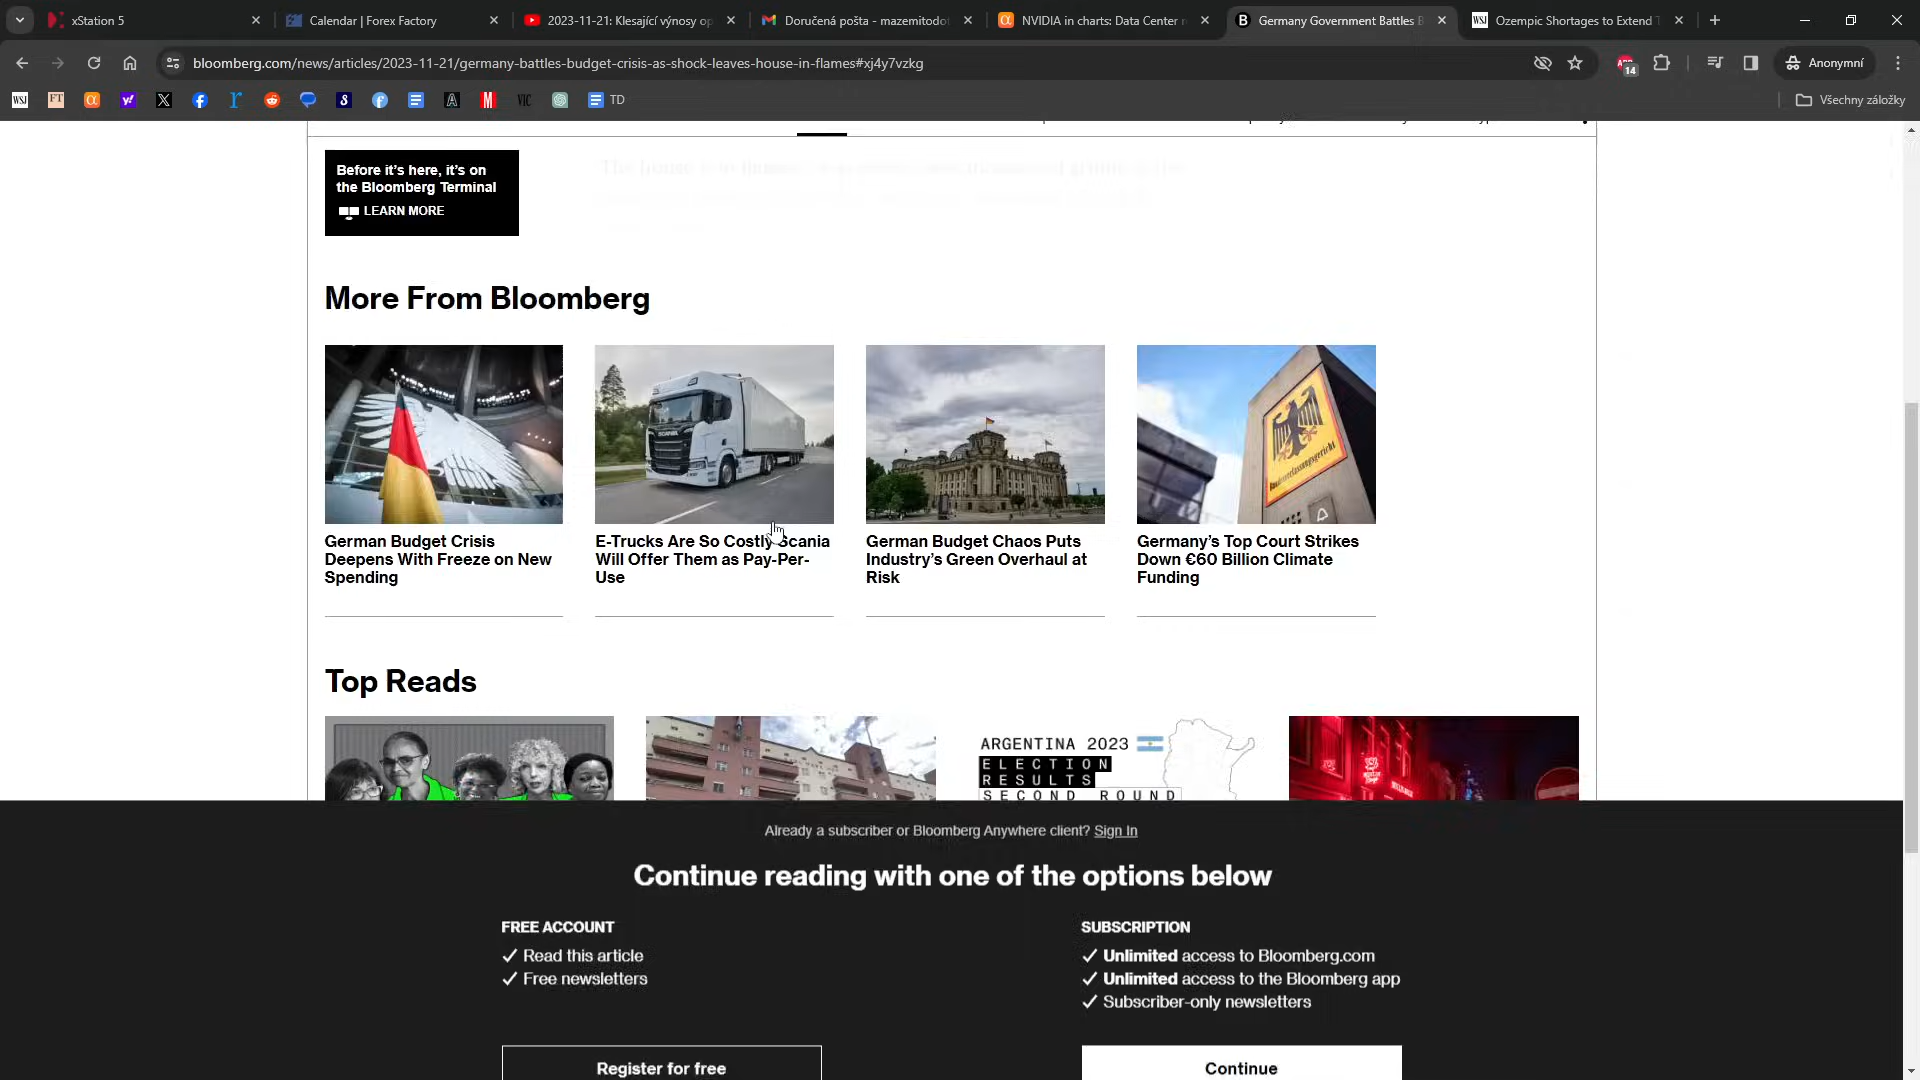 xStation 5
Calendar | Forex Factory
2023-11-21: Klesající výnosy op
Doručená pošta - mazemitodo
NVIDIA in charts: Data Center r
Germany Government Battles B
WSJ
Ozempic Shortages to Extend T
bloomberg.com/news/articles/2023-11-21/germany-battles-budget-crisis-as-shock-leaves-house-in-flames#xj4y7vzkg
14
Anonymní
WSJ
FT
VIC
TD
Všechny záložky
Before it's here, it's on
the Bloomberg Terminal
LEARN MORE
More From Bloomberg
German Budget Crisis
Deepens With Freeze on New
Spending
E-Trucks Are So Costly Scania
Will Offer Them as Pay-Per-
Use
German Budget Chaos Puts
Industry's Green Overhaul at
Risk
Germany's Top Court Strikes
Down €60 Billion Climate
Funding
Top Reads
ARGENTINA 2023
ELECTION
RESULTS
SECOND ROUND
Already a subscriber or Bloomberg Anywhere client? Sign In
Continue reading with one of the options below
FREE ACCOUNT
✓ Read this article
✓ Free newsletters
Register for free
SUBSCRIPTION
✓ Unlimited access to Bloomberg.com
✓ Unlimited access to the Bloomberg app
✓ Subscriber-only newsletters
Continue